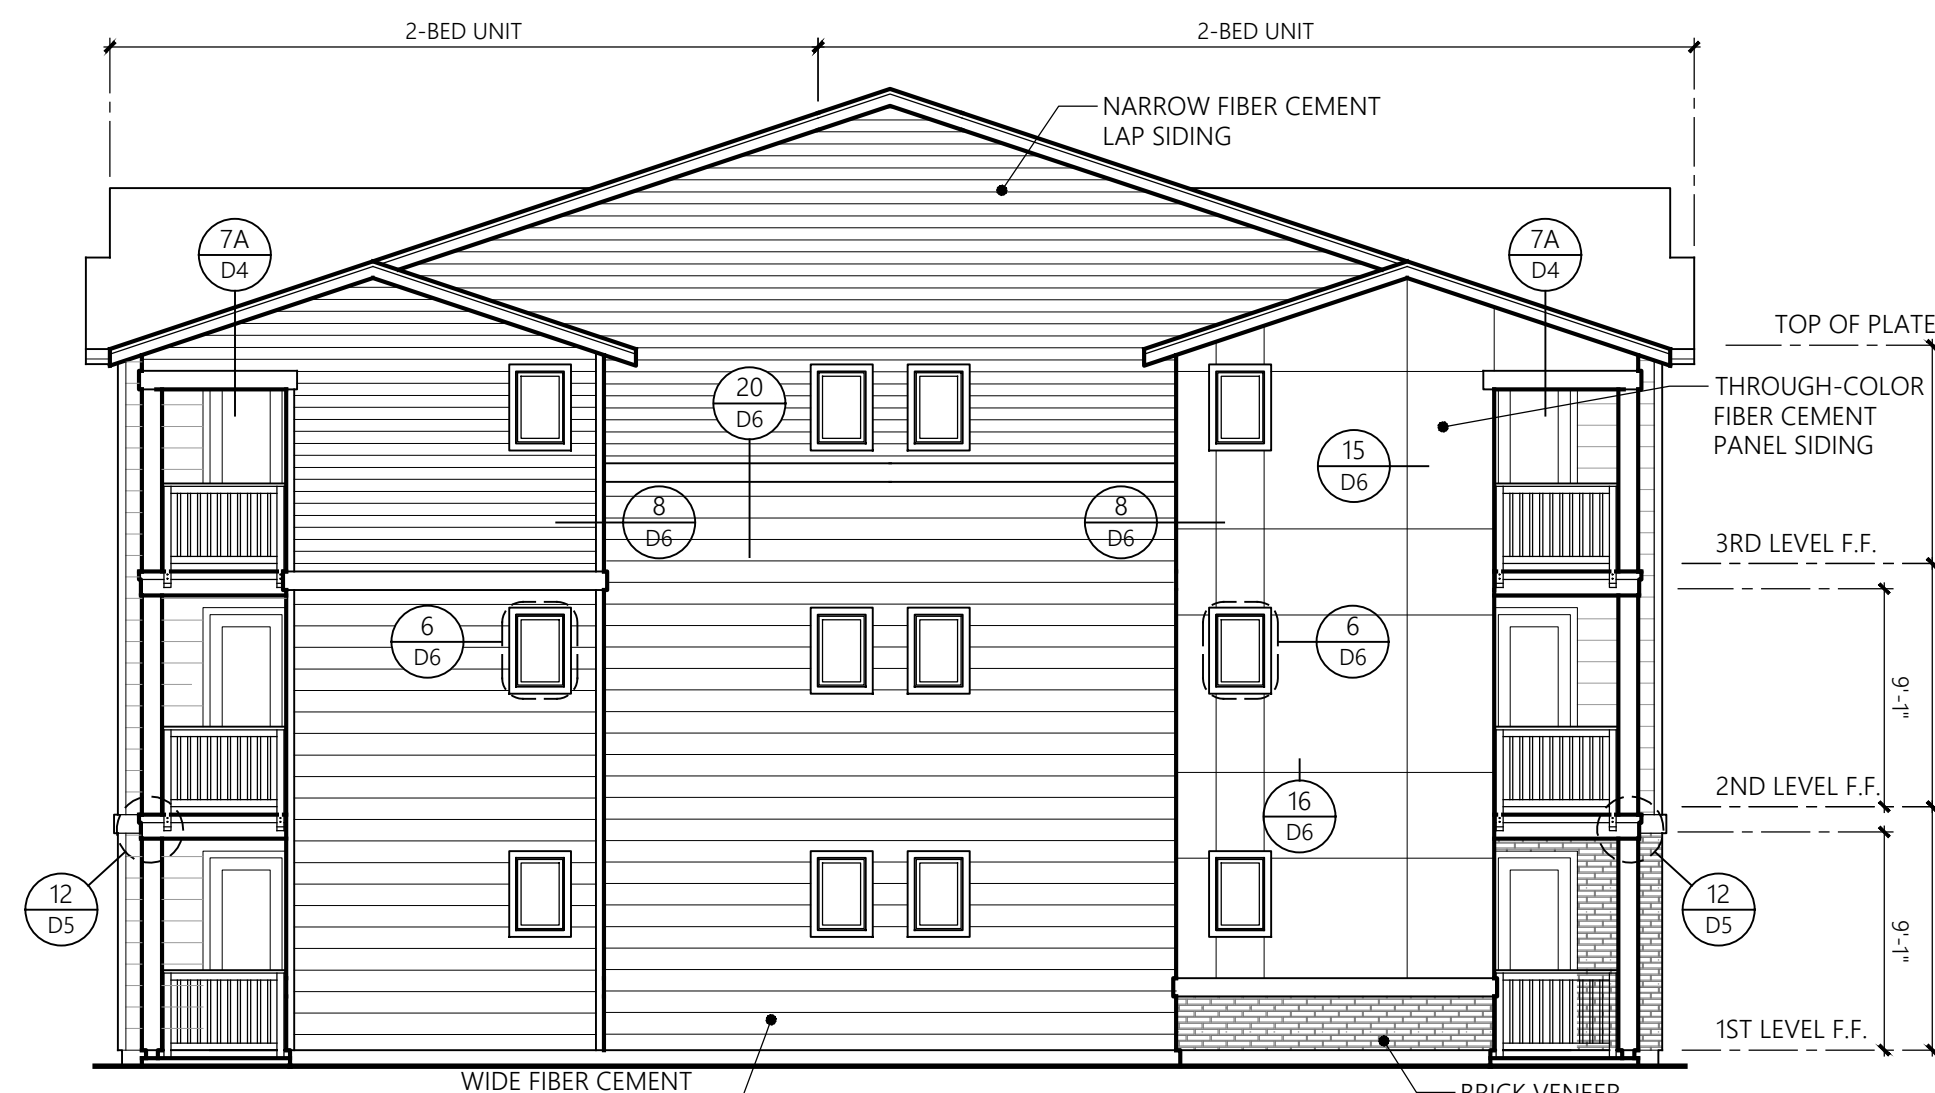 2-BED UNIT
2-BED UNIT
NARROW FIBER CEMENT
LAP SIDING
7A
D4
7A
D4
TOP OF PLATE
THROUGH-COLOR
FIBER CEMENT
PANEL SIDING
20
D6
15
D6
8
D6
8
D6
3RD LEVEL F.F.
6
D6
6
D6
9'-1"
2ND LEVEL F.F.
16
D6
12
D5
12
D5
9'-1"
1ST LEVEL F.F.
WIDE FIBER CEMENT
BRICK VENEER